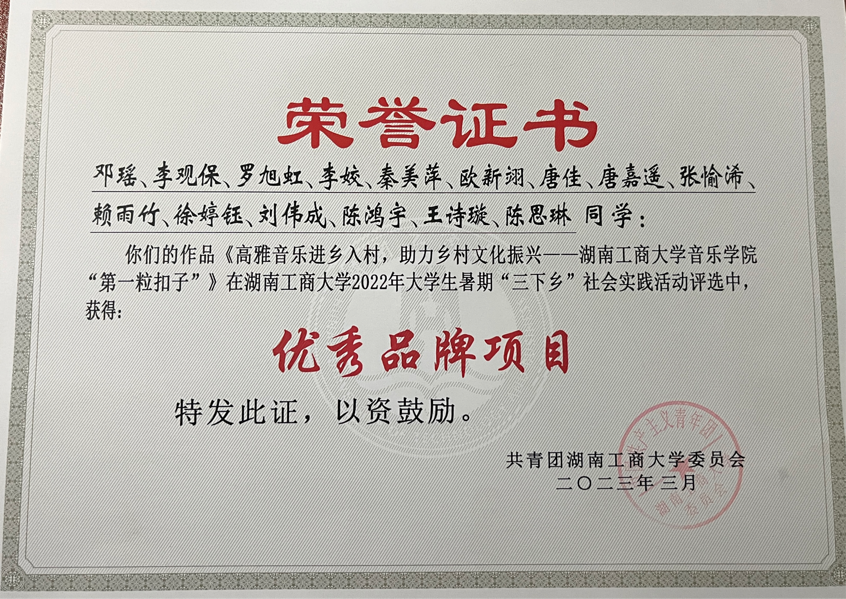 荣誉证书
邓瑶、李观保、罗旭虹、李姣、秦美萍、欧新翊、唐佳、唐嘉遥、张愉浠、
赖雨竹、徐婷钰、刘伟成、陈鸿宇、王诗璇、陈思琳 同学：
你们的作品《高雅音乐进乡入村，助力乡村文化振兴——湖南工商大学音乐学院
“第一粒扣子”》在湖南工商大学2022年大学生暑期“三下乡”社会实践活动评选中，
获得：
优秀品牌项目
特发此证，以资鼓励。
共青团湖南工商大学委员会
二〇二三年三月